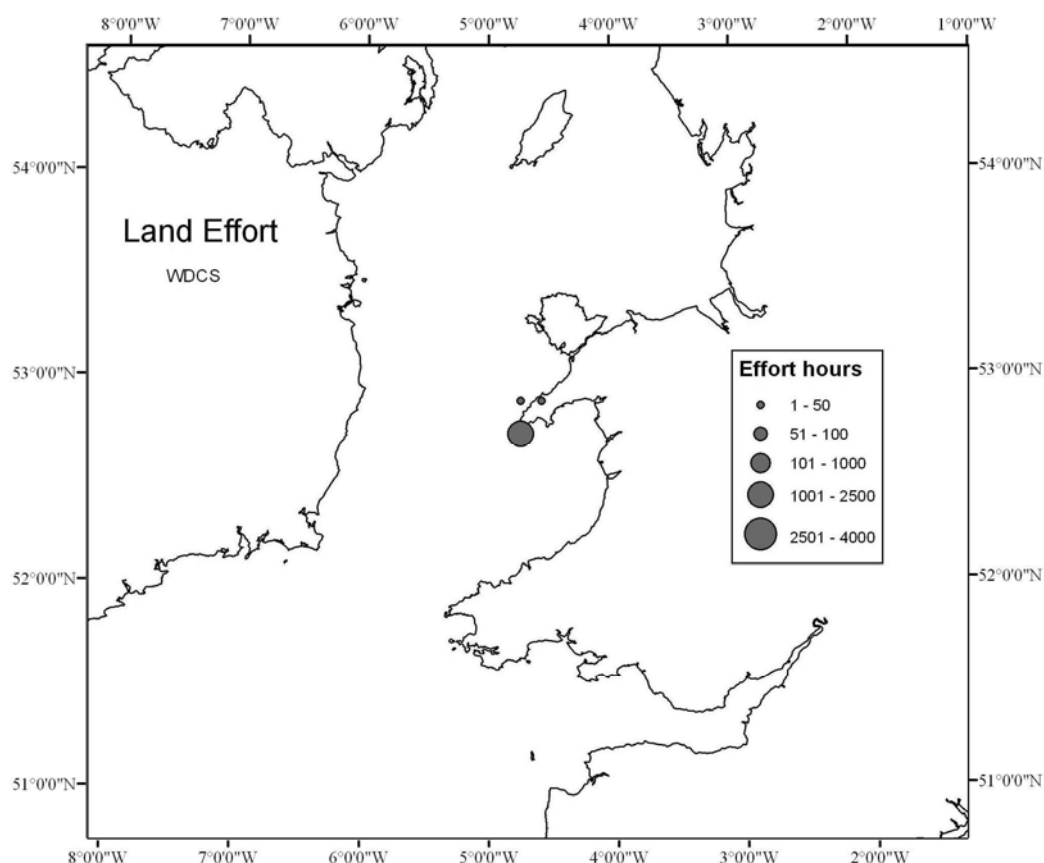 8°0'0"W 7°0'0"W 6°0'0"W 5°0'0"W 4°0'0"W 3°0'0"W 2°0'0"W 1°0'0"W
54°0'0"N 54°0'0"N
Land Effort
WDCS
53°0'0"N 53°0'0"N
Effort hours
1 - 50
51 - 100
101 - 1000
1001 - 2500
2501 - 4000
52°0'0"N 52°0'0"N
51°0'0"N 51°0'0"N
8°0'0"W 7°0'0"W 6°0'0"W 5°0'0"W 4°0'0"W 3°0'0"W 2°0'0"W